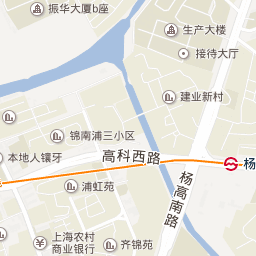 振华大厦b座
生产大楼
接待大厅
建业新村
锦南浦三小区
本地人镶牙
高科西路
杨
浦虹苑
杨高南路
上海农村
商业银行
齐锦苑